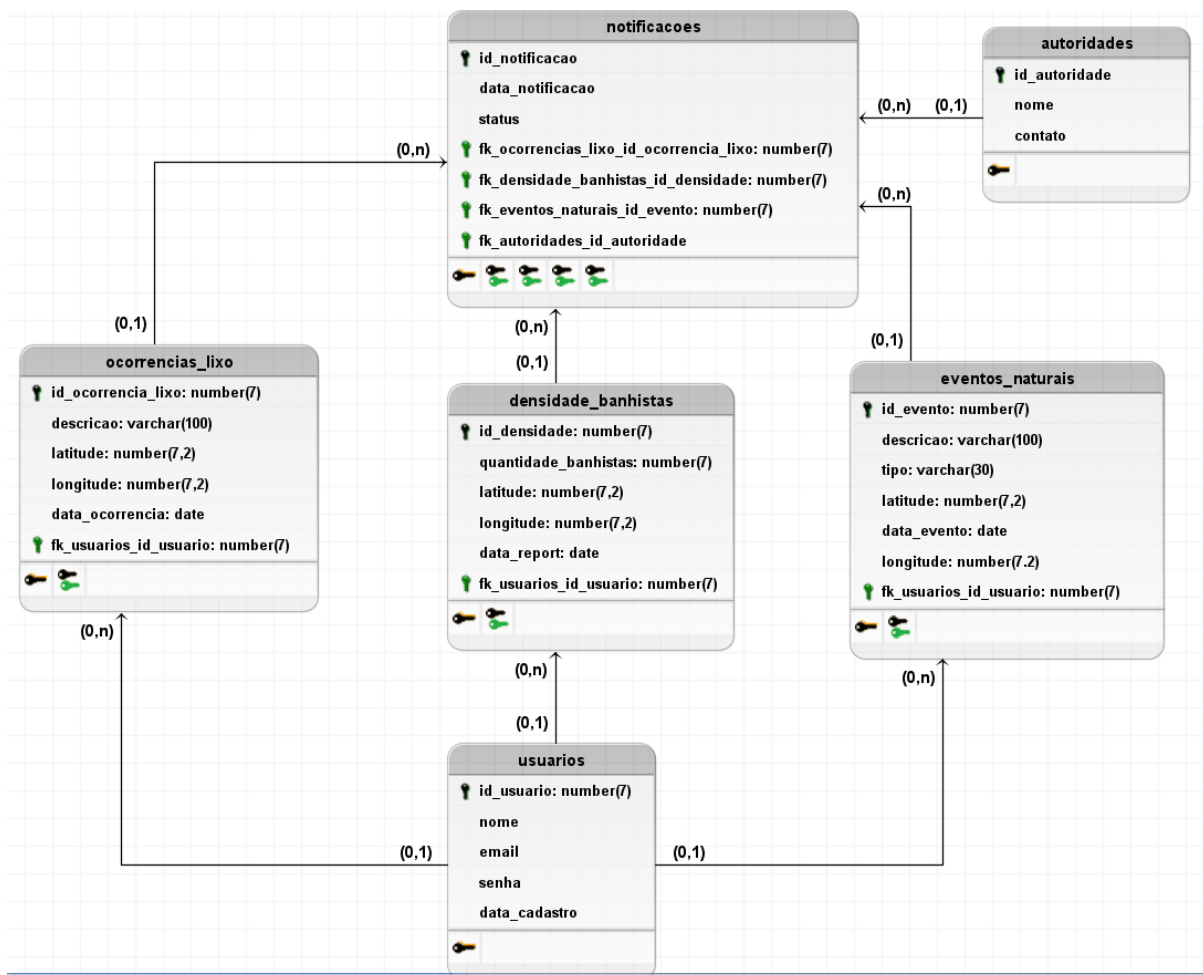 notificacoes
id_notificacao
data_notificacao
status
fk_ocorrencias_lixo_id_ocorrencia_lixo: number(7)
fk_densidade_banhistas_id_densidade: number(7)
fk_eventos_naturais_id_evento: number(7)
fk_autoridades_id_autoridade
autoridades
id_autoridade
nome
contato
(0,n) (0,1)
(0,n)
(0,n)
(0,1)
(0,n)
(0,1)
(0,1)
ocorrencias_lixo
id_ocorrencia_lixo: number(7)
descricao: varchar(100)
latitude: number(7,2)
longitude: number(7,2)
data_ocorrencia: date
fk_usuarios_id_usuario: number(7)
densidade_banhistas
id_densidade: number(7)
quantidade_banhistas: number(7)
latitude: number(7,2)
longitude: number(7,2)
data_report: date
fk_usuarios_id_usuario: number(7)
eventos_naturais
id_evento: number(7)
descricao: varchar(100)
tipo: varchar(30)
latitude: number(7,2)
data_evento: date
longitude: number(7.2)
fk_usuarios_id_usuario: number(7)
(0,n)
(0,n)
(0,n)
(0,1)
(0,1)
(0,1)
usuarios
id_usuario: number(7)
nome
email
senha
data_cadastro